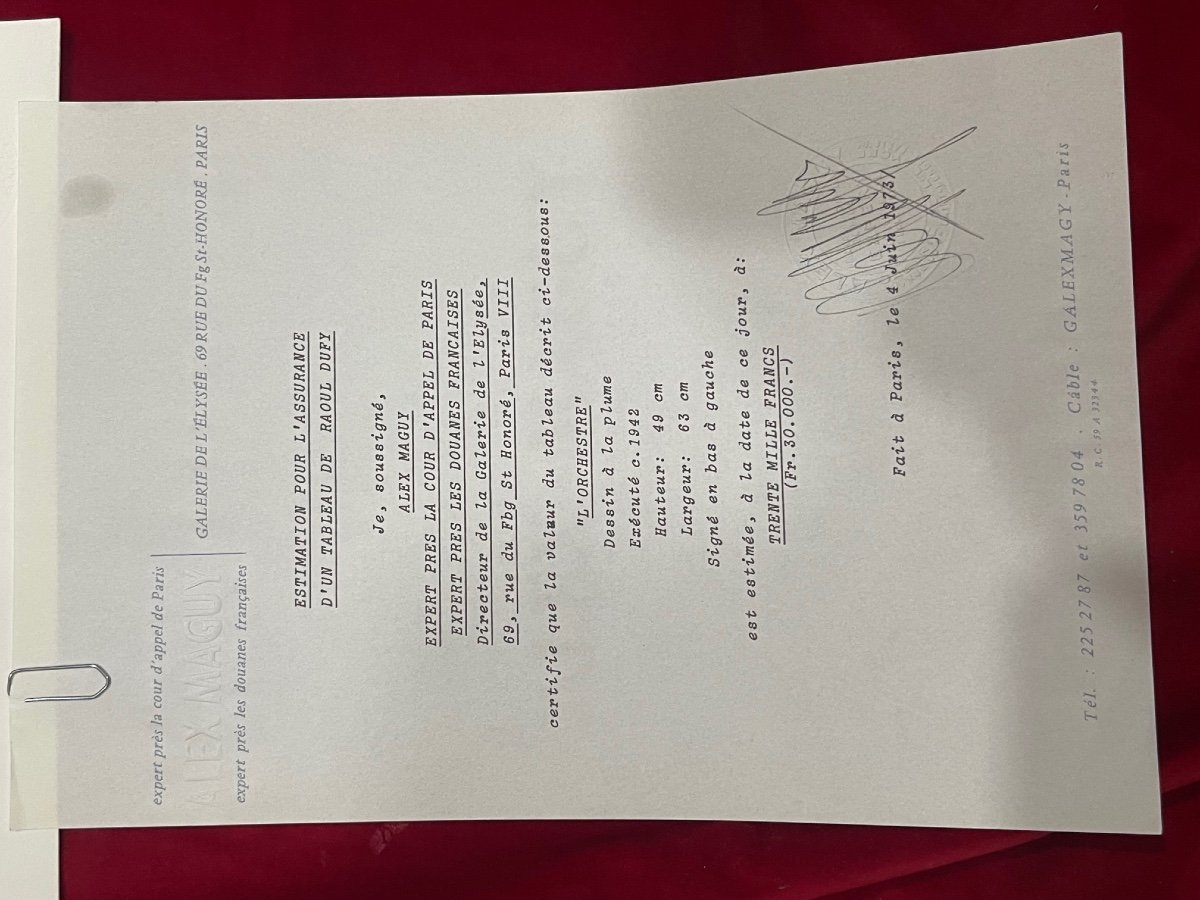 expert près la cour d'appel de Paris
ALEX MAGUY
GALERIE DE L'ÉLYSÉE . 69 RUE DU Fg St-HONORÉ . PARIS
expert près les douanes françaises
ESTIMATION POUR L'ASSURANCE
D'UN TABLEAU DE RAOUL DUFY
Je, soussigné,
ALEX MAGUY
EXPERT PRES LA COUR D'APPEL DE PARIS
EXPERT PRES LES DOUANES FRANCAISES
Directeur de la Galerie de l'Elysée,
69, rue du Fbg St Honoré, Paris VIII
certifie que la valeur du tableau décrit ci-dessous:
"L'ORCHESTRE"
Dessin à la plume
Exécuté c.1942
Hauteur: 49 cm
Largeur: 63 cm
Signé en bas à gauche
est estimée, à la date de ce jour, à:
TRENTE MILLE FRANCS
(Fr.30.000.-)
Fait à Paris, le 4 Juin 1973/
Tél. : 225 27 87 et 359 78 04 . Câble : GALEXMAGY - Paris
R. C. 59 A 32344